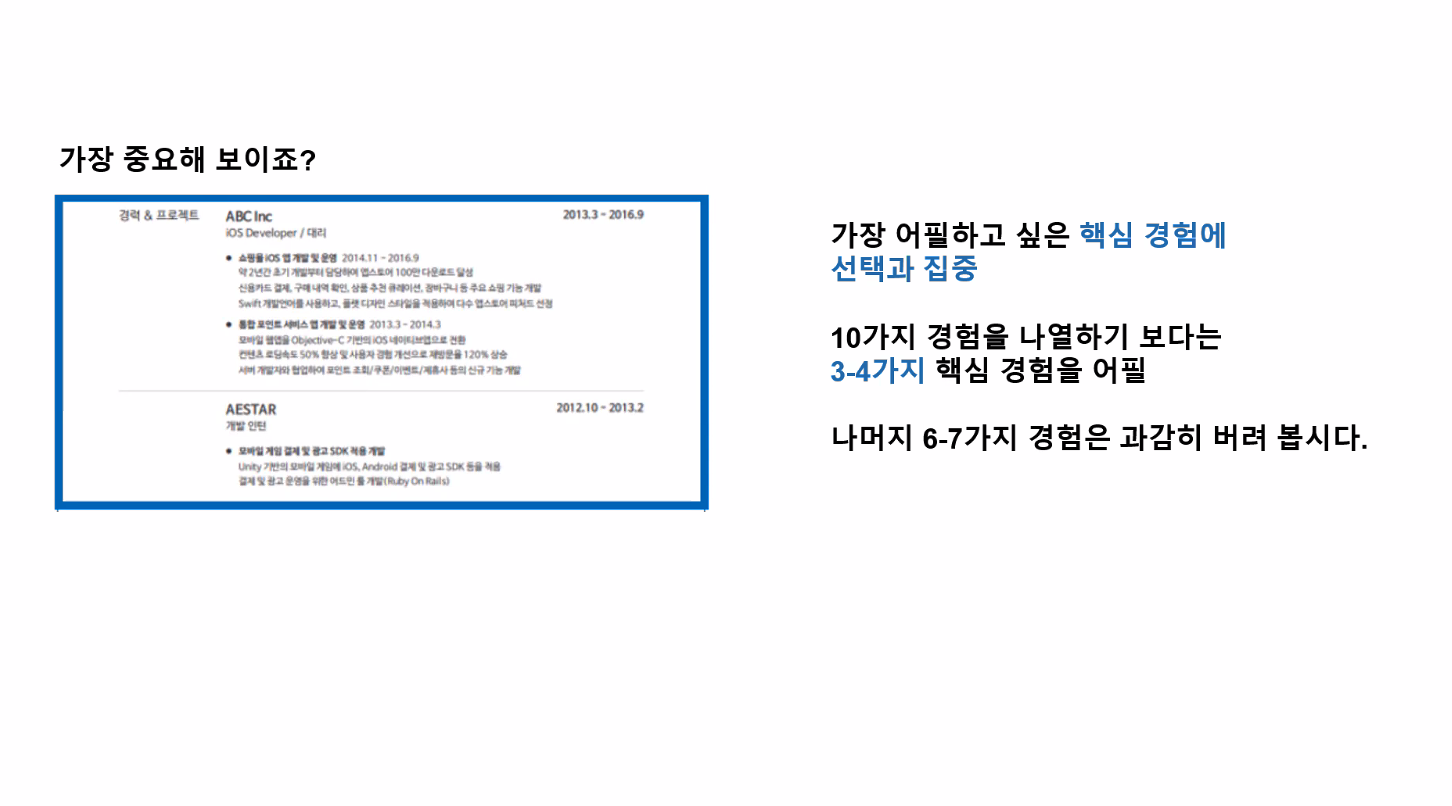 가장 중요해 보이죠?
경력 & 프로젝트
ABC Inc
2013.3 - 2016.9
iOS Developer / 대리
● 쇼핑몰 iOS 앱 개발 및 운영 2014.11 - 2016.9
약 2년간 초기 개발부터 담당하여 앱스토어 100만 다운로드 달성
신용카드 결제, 구매 내역 확인, 상품 추천 큐레이션, 장바구니 등 주요 쇼핑 기능 개발
Swift 개발언어를 사용하고, 플랫 디자인 스타일을 적용하여 다수 앱스토어 피처드 선정
● 통합 포인트 서비스 앱 개발 및 운영 2013.3 - 2014.3
모바일 웹앱을 Objective-C 기반의 iOS 네이티브앱으로 전환
컨텐츠 로딩속도 50% 향상 및 사용자 경험 개선으로 재방문율 120% 상승
서버 개발자와 협업하여 포인트 조회/쿠폰/이벤트/제휴사 등의 신규 기능 개발
AESTAR
2012.10 - 2013.2
개발 인턴
● 모바일 게임 결제 및 광고 SDK 적용 개발
Unity 기반의 모바일 게임에 iOS, Android 결제 및 광고 SDK 등을 적용
결제 및 광고 운영을 위한 어드민 툴 개발(Ruby On Rails)
가장 어필하고 싶은 핵심 경험에
선택과 집중
10가지 경험을 나열하기 보다는
3-4가지 핵심 경험을 어필
나머지 6-7가지 경험은 과감히 버려 봅시다.